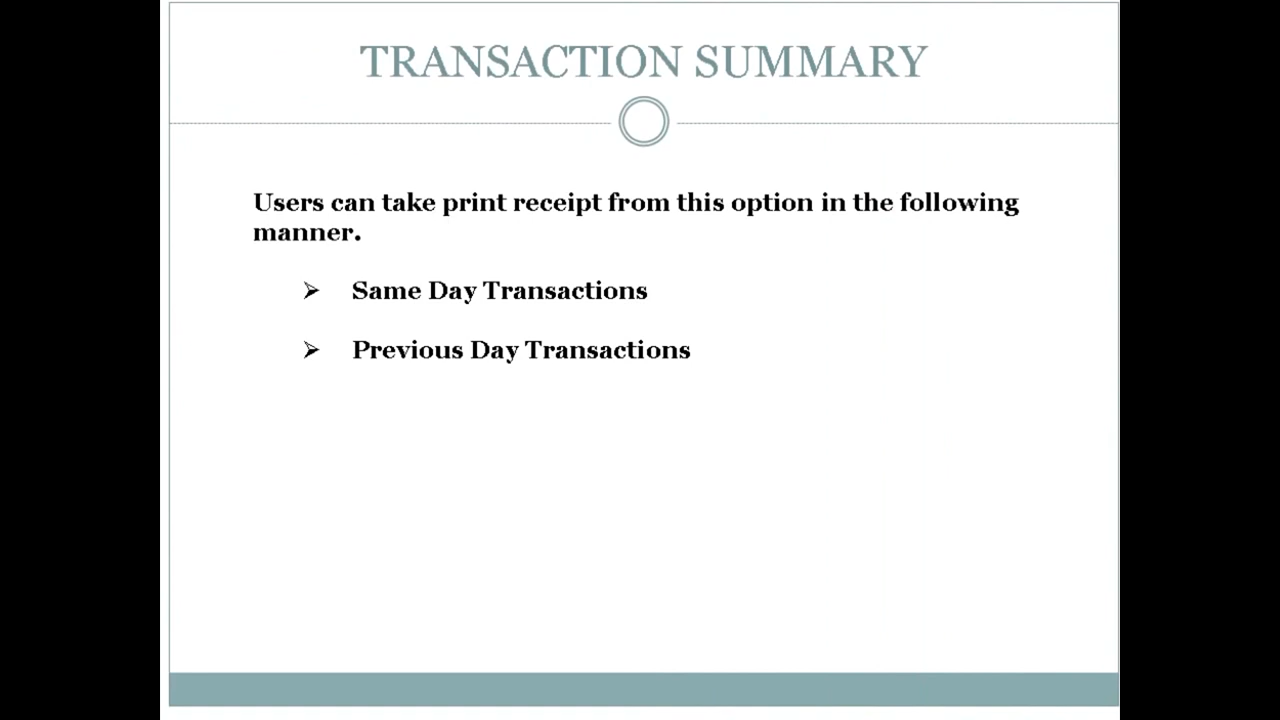 TRANSACTION SUMMARY
Users can take print receipt from this option in the following
manner.
Same Day Transactions
Previous Day Transactions